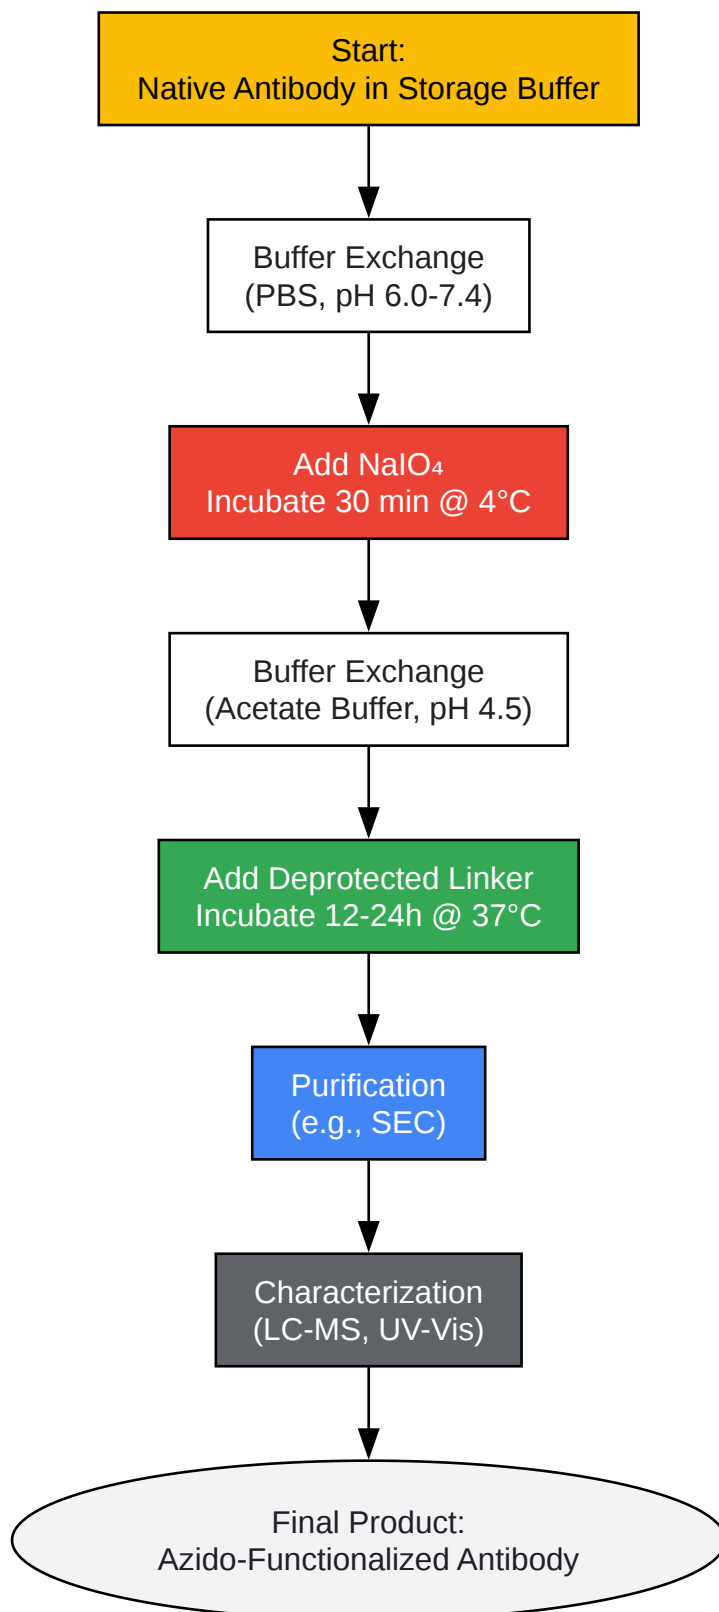 Start:
Native Antibody in Storage Buffer
Buffer Exchange
(PBS, pH 6.0-7.4)
Add NaIO₄
Incubate 30 min @ 4°C
Buffer Exchange
(Acetate Buffer, pH 4.5)
Add Deprotected Linker
Incubate 12-24h @ 37°C
Purification
(e.g., SEC)
Characterization
(LC-MS, UV-Vis)
Final Product:
Azido-Functionalized Antibody